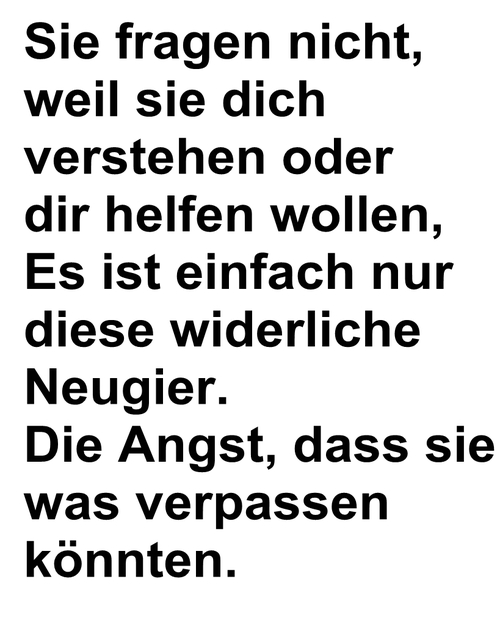 Sie fragen nicht,
weil sie dich
verstehen oder
dir helfen wollen,
Es ist einfach nur
diese widerliche
Neugier.
Die Angst, dass sie
was verpassen
könnten.